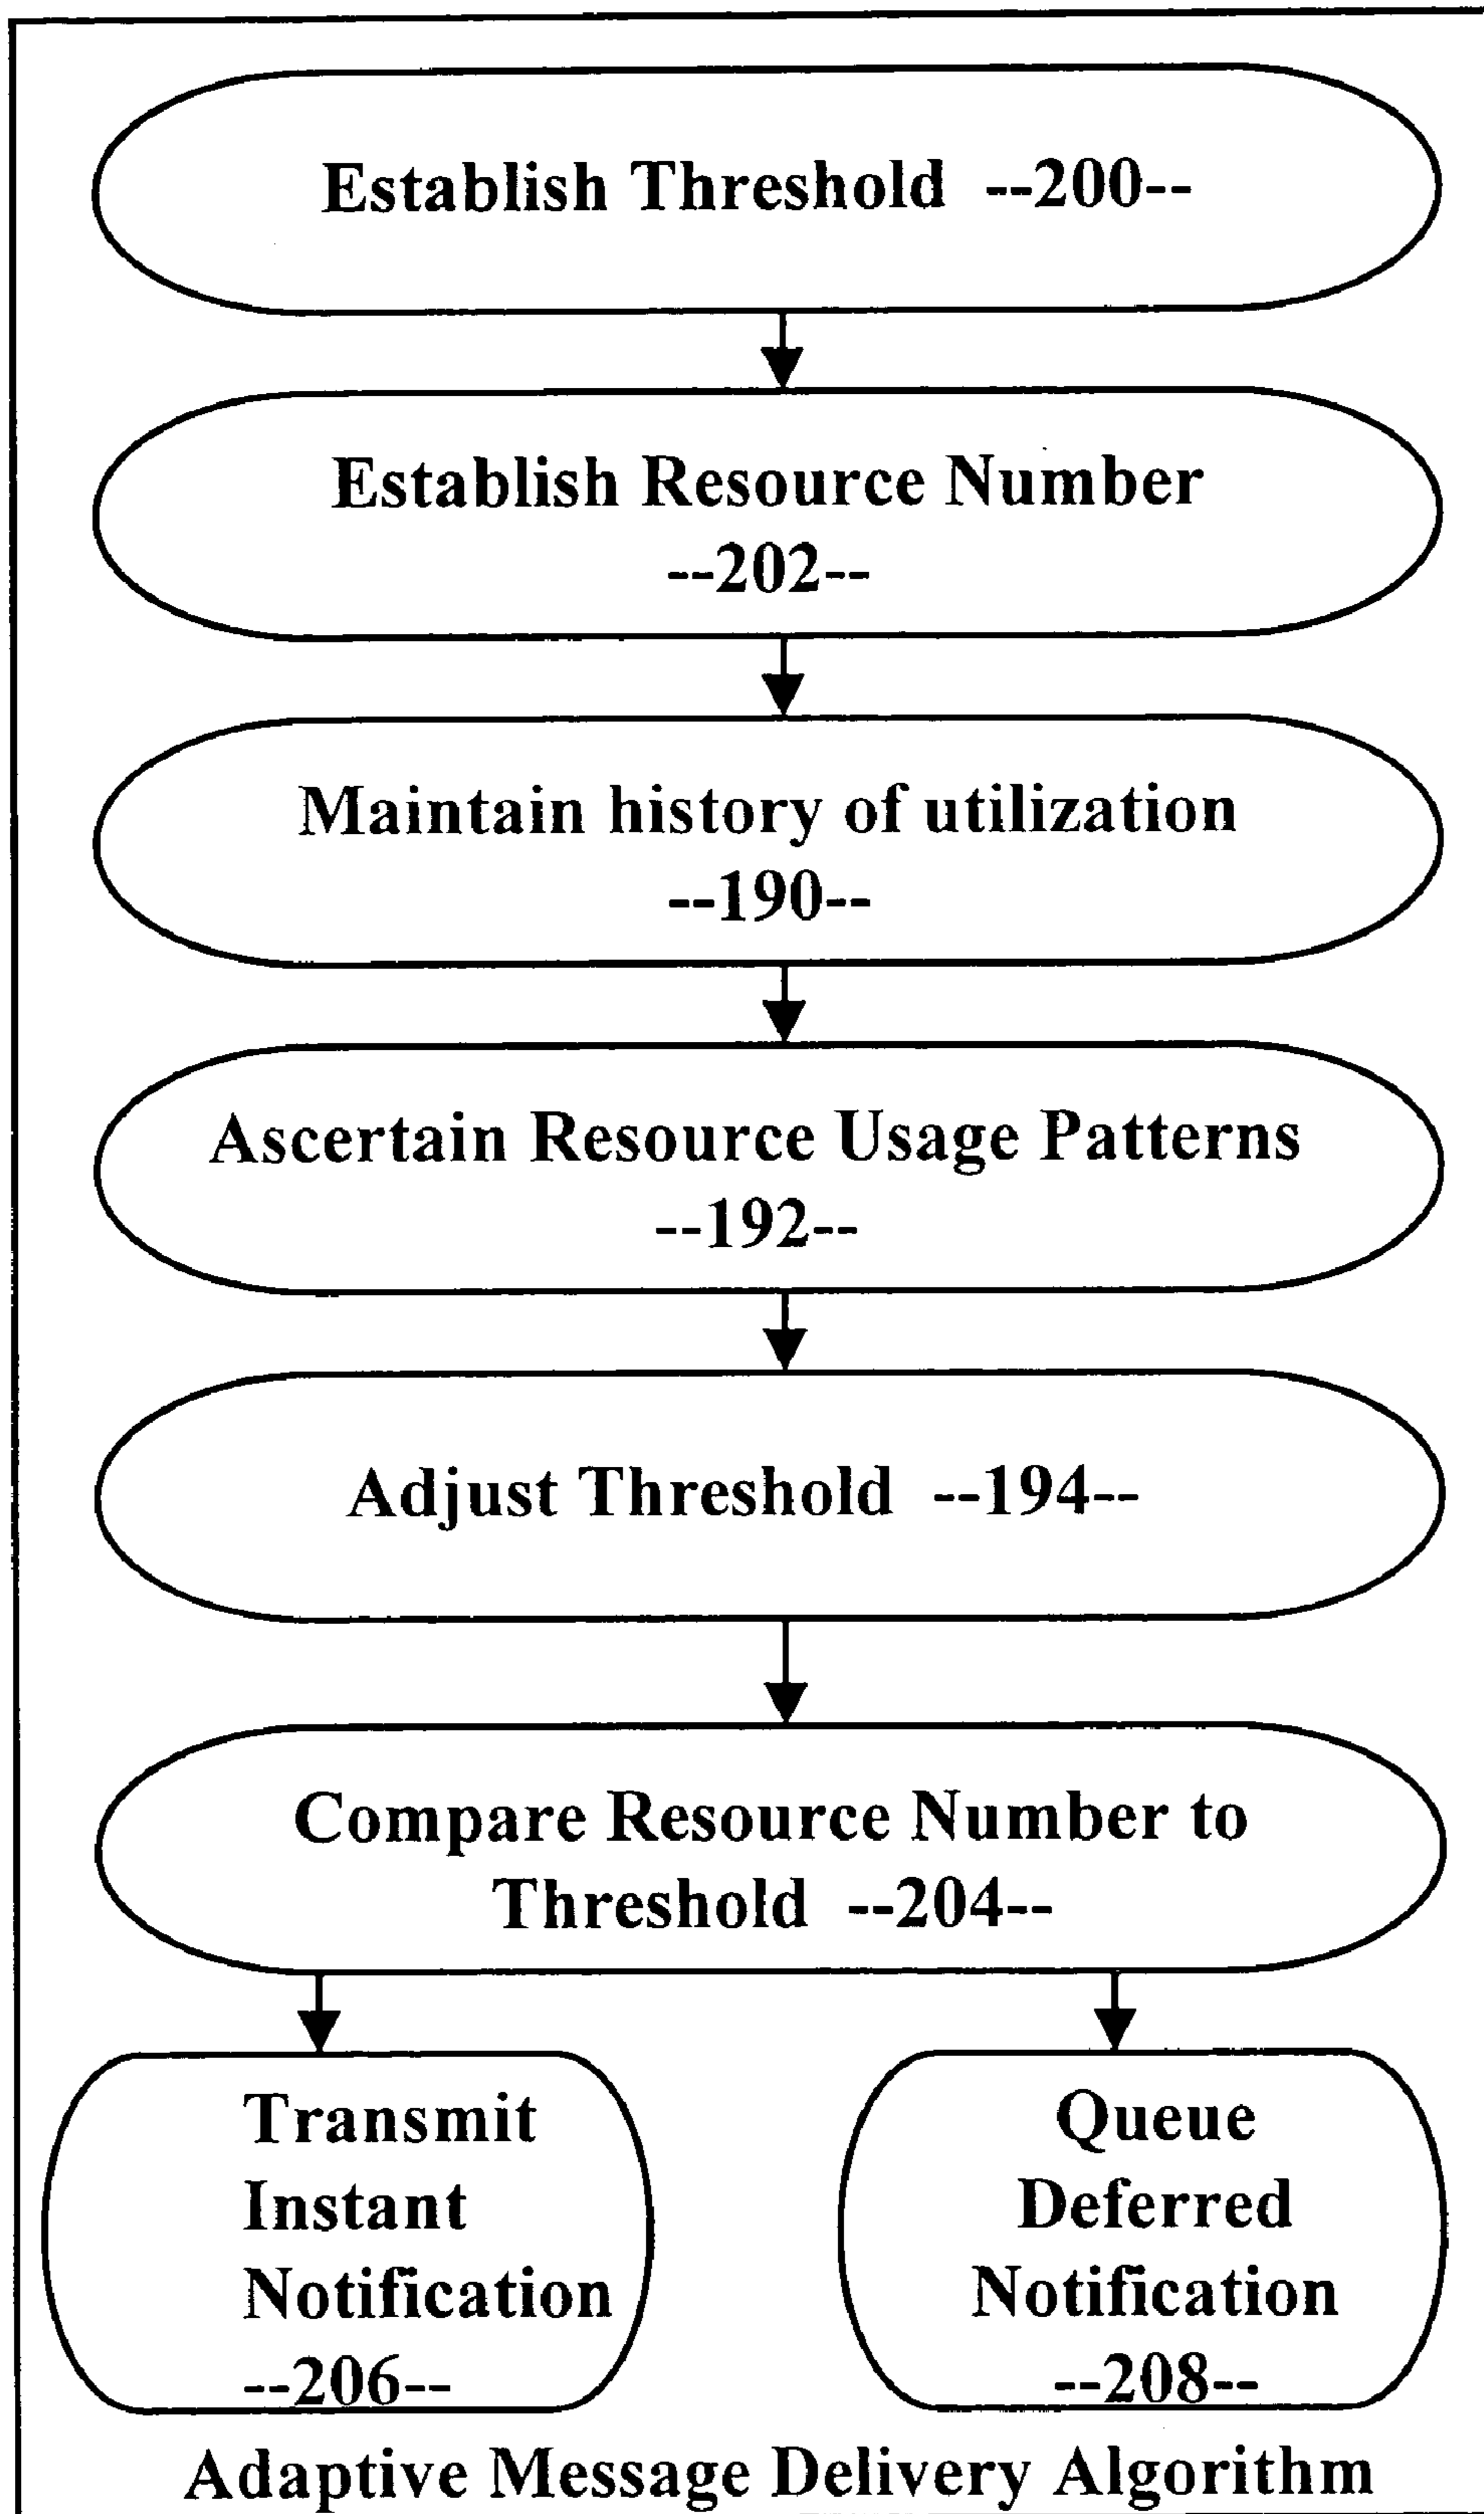 Establish Threshold --200--
Establish Resource Number
--202--
Maintain history of utilization
--190--
Ascertain Resource Usage Patterns
--192--
Adjust Threshold --194--
Compare Resource Number to
Threshold --204--
Transmit
Instant
Notification
--206--
Queue
Deferred
Notification
--208--
Adaptive Message Delivery Algorithm